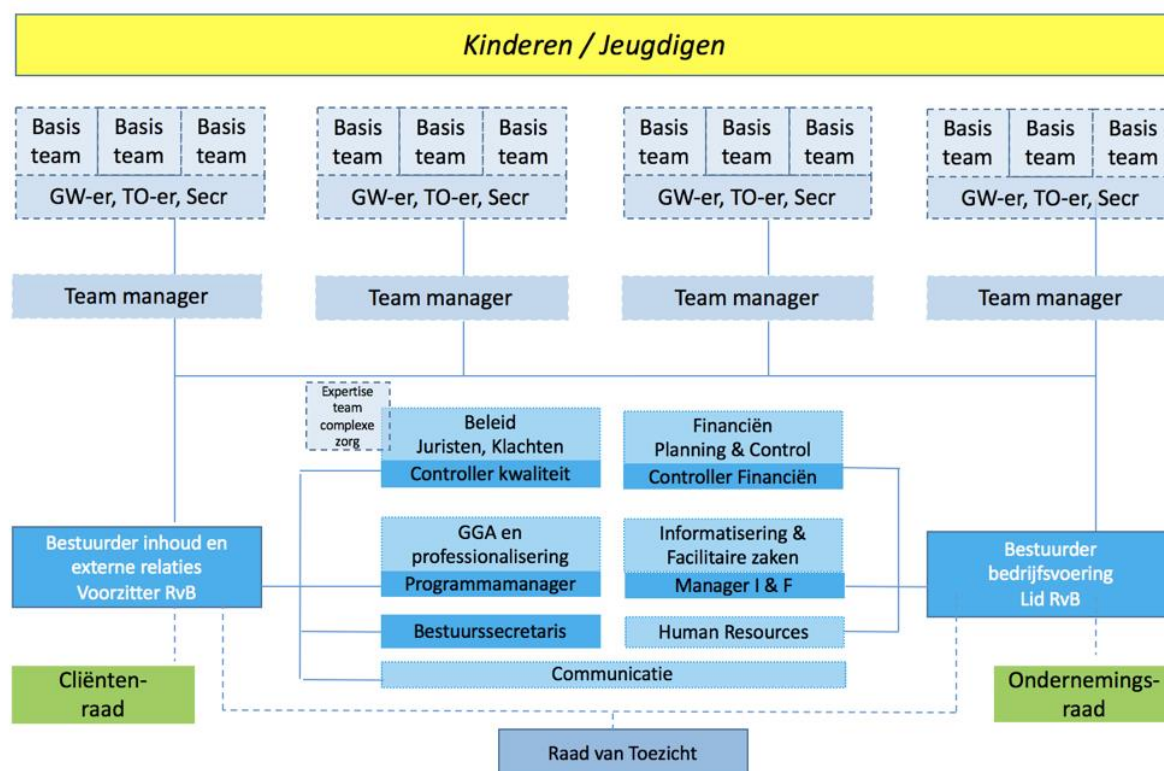 Kinderen / Jeugdigen
Basis team
Basis team
Basis team
GW-er, TO-er, Secr
Basis team
Basis team
Basis team
GW-er, TO-er, Secr
Basis team
Basis team
Basis team
GW-er, TO-er, Secr
Basis team
Basis team
Basis team
GW-er, TO-er, Secr
Team manager
Team manager
Team manager
Team manager
Expertise
team
complexe
zorg
Beleid
Juristen, Klachten
Controller kwaliteit
Financiën
Planning & Control
Controller Financiën
GGA en
professionalisering
Programmamanager
Informatisering &
Facilitaire zaken
Manager I & F
Bestuurder inhoud en
externe relaties
Voorzitter RvB
Bestuurder
bedrijfsvoering
Lid RvB
Bestuurssecretaris
Human Resources
Communicatie
Cliënten-
raad
Ondernemings-
raad
Raad van Toezicht